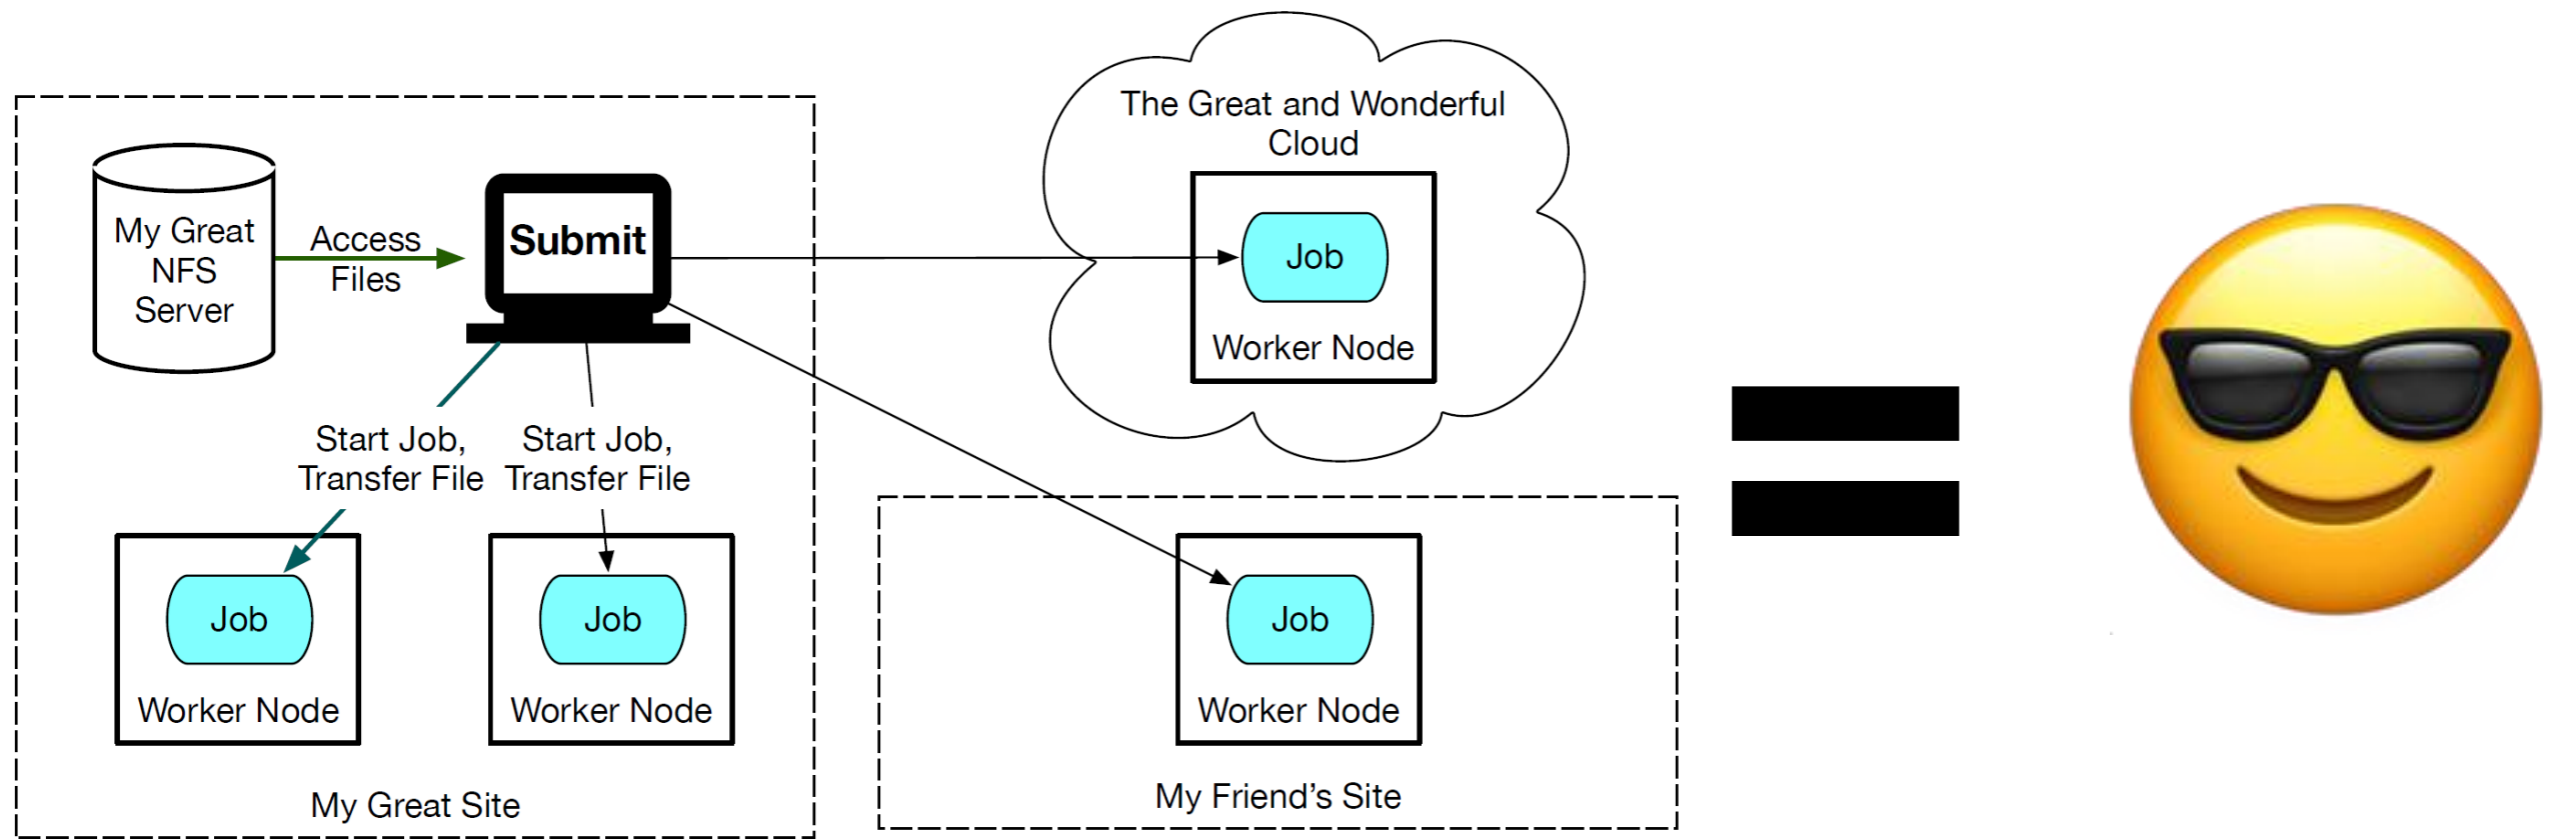 My Great
NFS
Server
Access
Files
Submit
Start Job,
Transfer File
Start Job,
Transfer File
Job
Worker Node
Job
Worker Node
My Great Site
The Great and Wonderful
Cloud
Job
Worker Node
Job
Worker Node
My Friend's Site